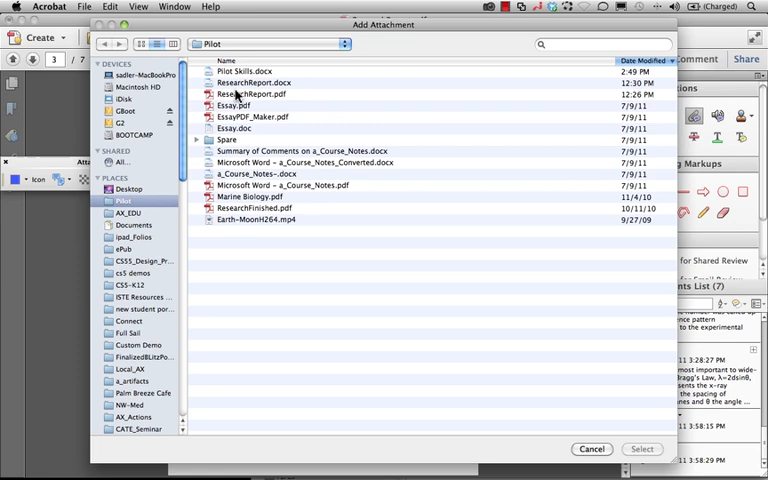 Acrobat File Edit View Window Help (Charged)
Add Attachment
Create
Pilot
3 / 7
Comment Share
DEVICES
sadler-MacBookPro
Macintosh HD
iDisk
GBoot
G2
BOOTCAMP
SHARED
All...
PLACES
Desktop
Pilot
AX_EDU
Documents
ipad_Folios
ePub
CS55_Design_Pr...
cs5 demos
CS5-K12
ISTE Resources ...
new student por...
Connect
Full Sail
Custom Demo
FinalizedBLitzPo...
Local_AX
a_artifacts
Palm Breeze Cafe
NW-Med
AX_Actions
CATE_Seminar
Name Date Modified
Pilot Skills.docx 2:49 PM
ResearchReport.docx 12:30 PM
ResearchReport.pdf 12:26 PM
Essay.pdf 7/9/11
EssayPDF_Maker.pdf 7/9/11
Essay.doc 7/9/11
Spare 7/9/11
Summary of Comments on a_Course_Notes.docx 7/9/11
Microsoft Word - a_Course_Notes_Converted.docx 7/9/11
a_Course_Notes-.docx 7/9/11
Microsoft Word - a_Course_Notes.pdf 7/9/11
Marine Biology.pdf 11/4/10
ResearchFinished.pdf 10/11/10
Earth-MoonH264.mp4 9/27/09
Cancel Select
Atta
Icon
ions
ng Markups
for Shared Review
nts List (7)
ence pattern
to the experimental
11 3:28:27 PM
most important to wide-
Bragg's Law, λ=2dsinθ,
res the x-ray
the spacing of
nes and θ the angle ...
11 3:58:15 PM
11 3:58:29 PM